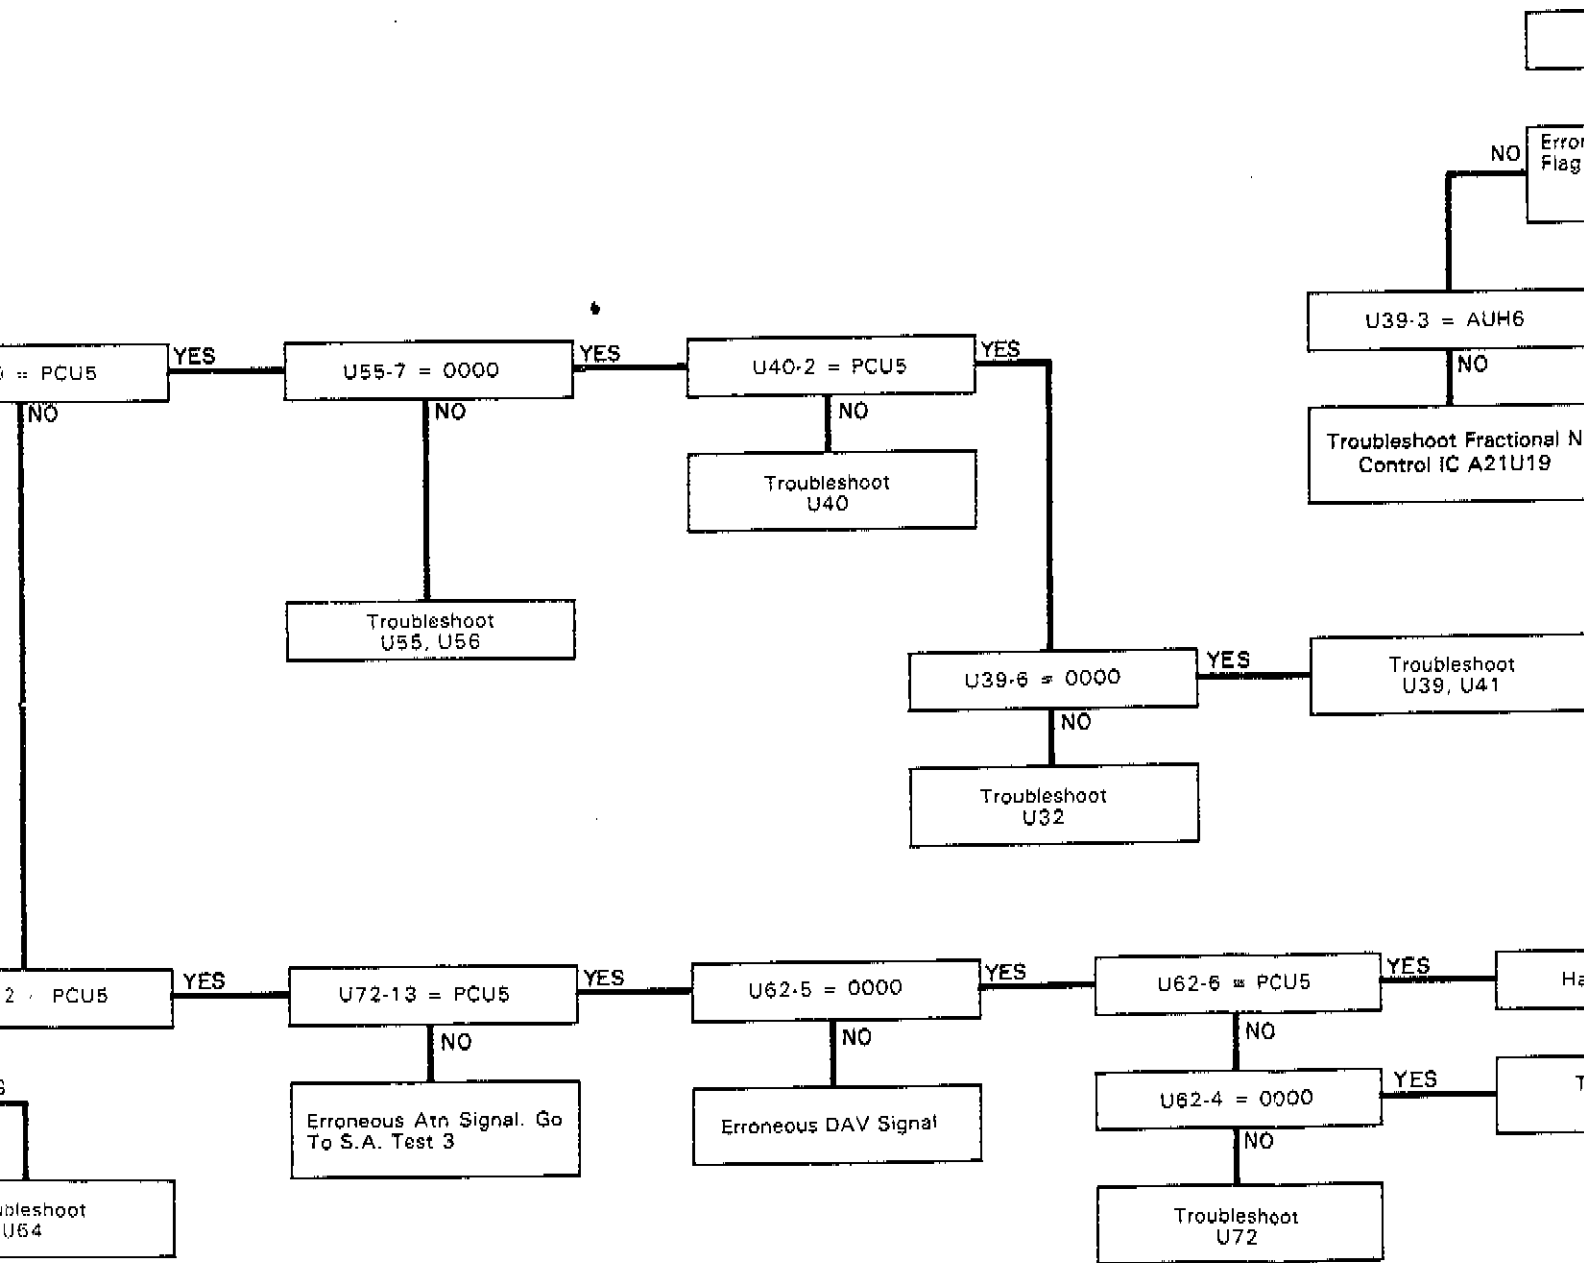 NO
Flag
U39-3 = AUH6
NO
Troubleshoot Fractional N
Control IC A21U19
= PCU5
YES
NO
U55-7 = 0000
YES
NO
U40-2 = PCU5
YES
NO
Troubleshoot
U40
Troubleshoot
U55, U56
U39-6 = 0000
YES
NO
Troubleshoot
U39, U41
Troubleshoot
U32
2 PCU5
YES
U72-13 = PCU5
YES
NO
U62-5 = 0000
YES
NO
U62-6 = PCU5
YES
NO
Erroneous Atn Signal. Go
To S.A. Test 3
Erroneous DAV Signal
U62-4 = 0000
YES
NO
Troubleshoot
U72
U64